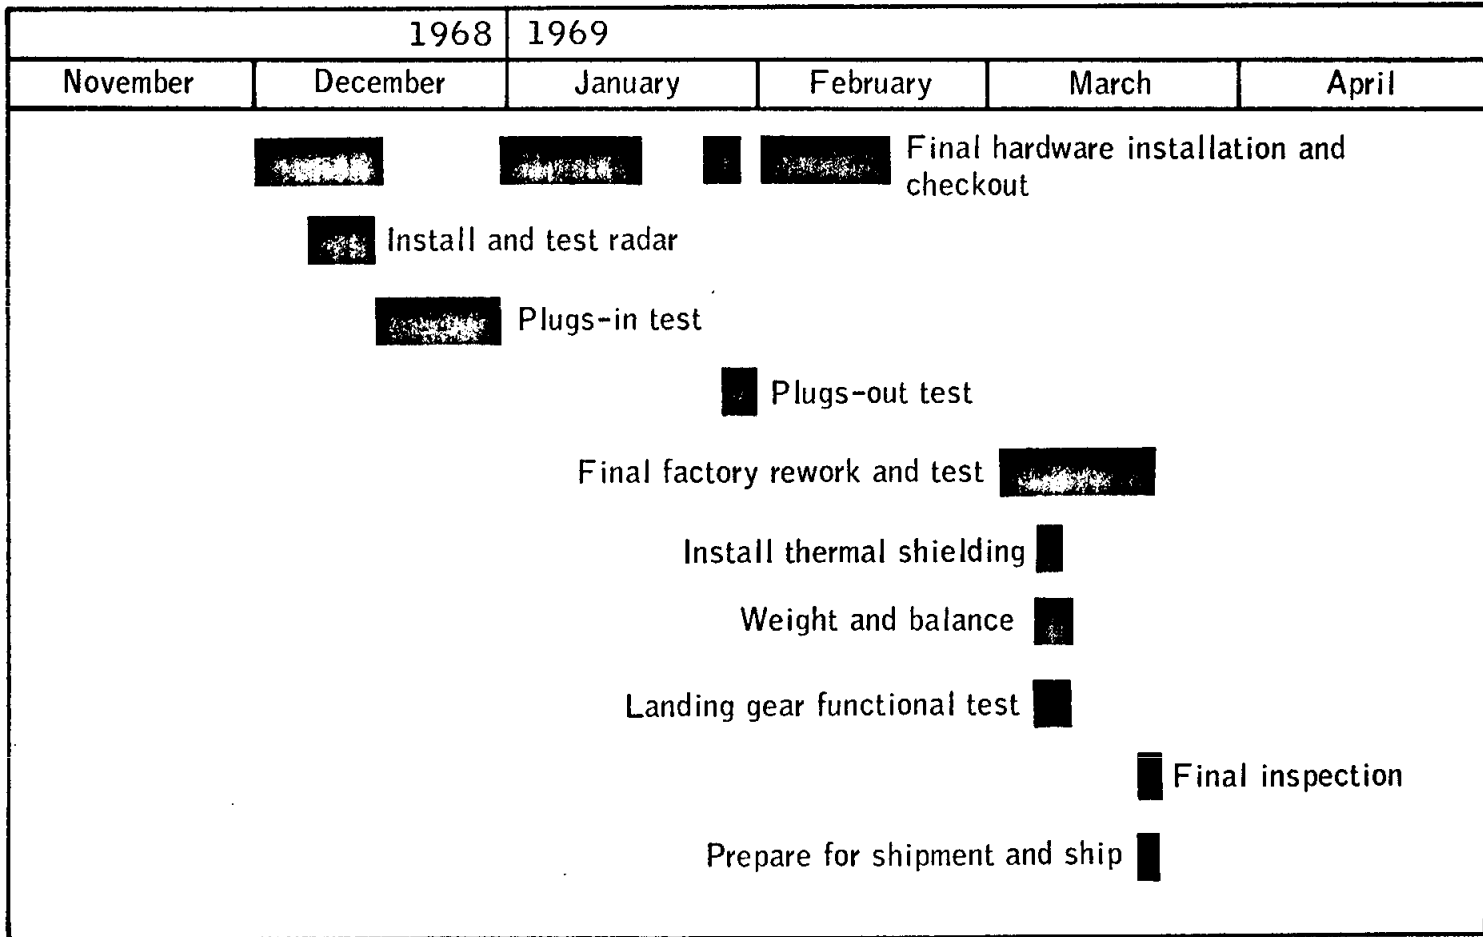 1968 1969
November December January February March April
Final hardware installation and
checkout
Install and test radar
Plugs-in test
Plugs-out test
Final factory rework and test
Install thermal shielding
Weight and balance
Landing gear functional test
Final inspection
Prepare for shipment and ship